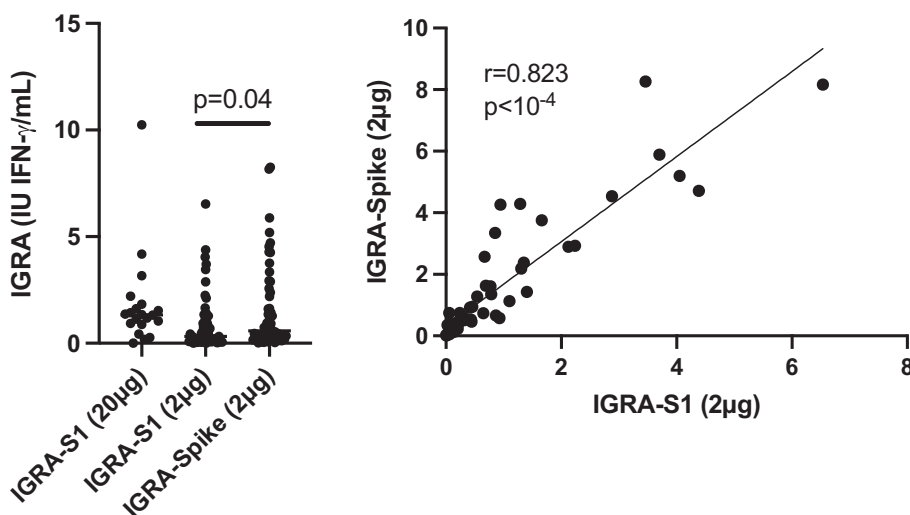 15
10
5
0
IGRA (IU IFN-γ/mL)
p=0.04
IGRA-S1 (20µg)
IGRA-S1 (2µg)
IGRA-Spike (2µg)
10
8
6
4
2
0
IGRA-Spike (2µg)
r=0.823
p<10⁻⁴
0
2
4
6
8
IGRA-S1 (2µg)